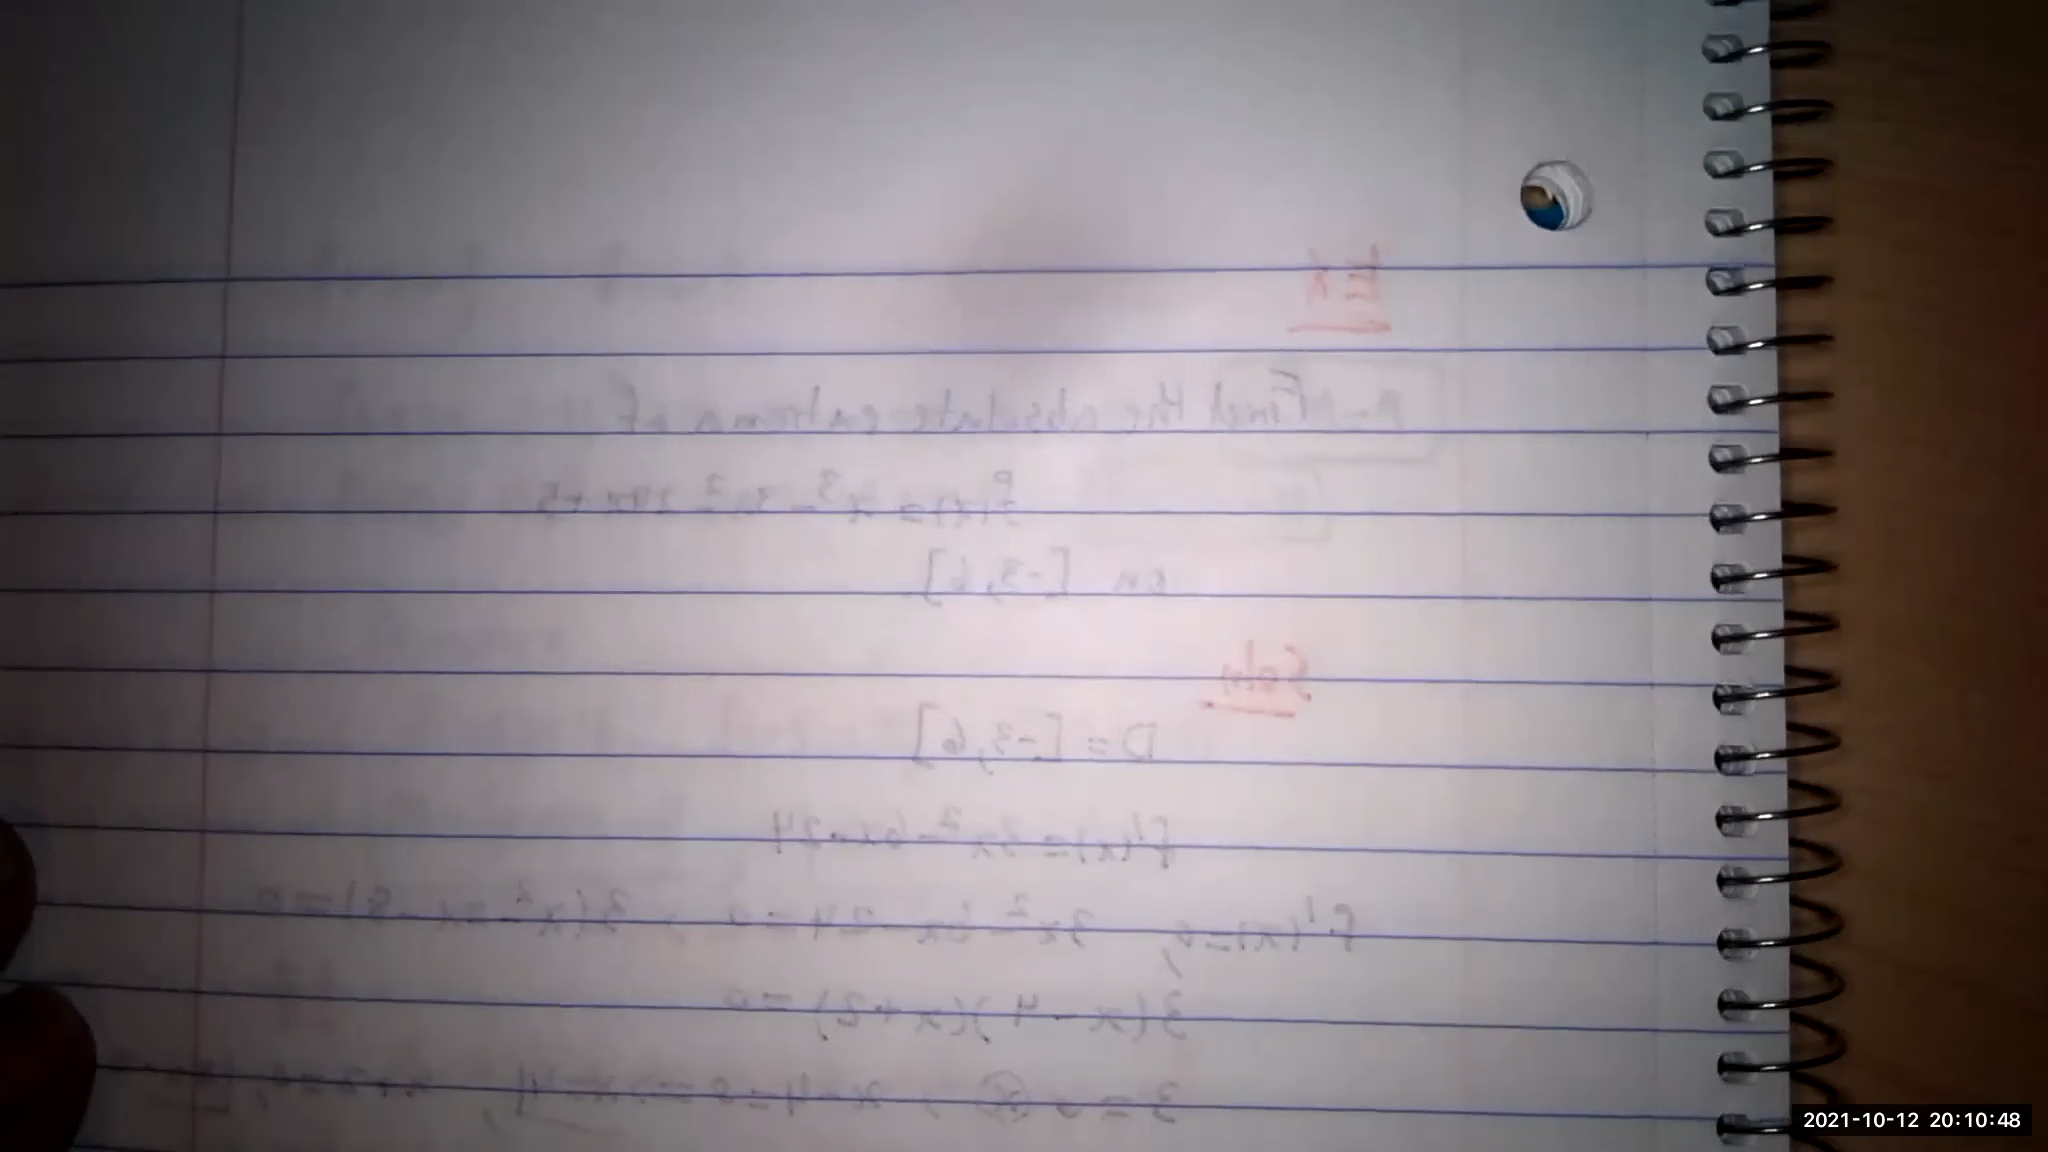 Ex
A- Find the absolute extrema of
f(x) = x³ - 3x² - 24x + 5
on [-3, 6]
Soln
D = [-3, 6]
f'(x) = 3x² - 6x - 24
f'(x) = 0, 3x² - 6x - 24 = 0, 3(x² - 2x - 8) = 0
3(x - 4)(x + 2) = 0
3 = 0 x - 4 = 0 x = 4,
2021-10-12 20:10:48